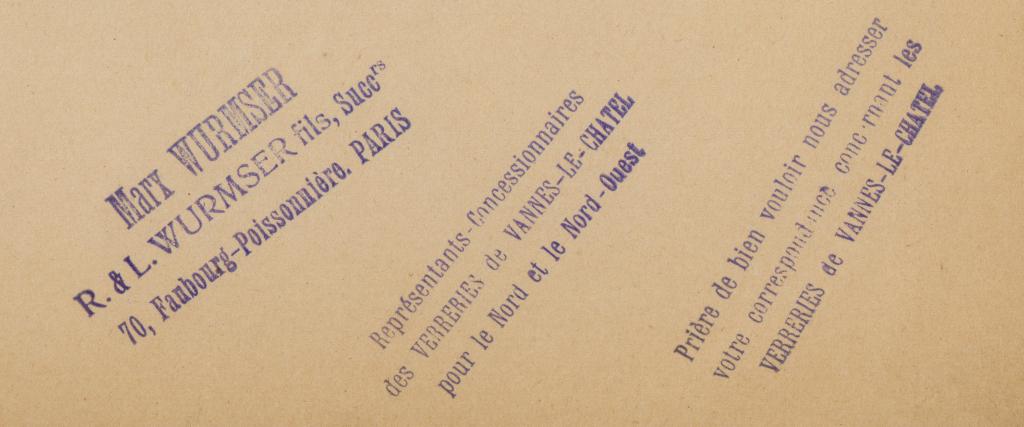 Marx WURMSER
R. & L. WURMSER fils, Succrs
70, Faubourg-Poissonnière. PARIS
Représentants-Concessionnaires
des VERRERIES de VANNES-LE-CHATEL
pour le Nord et le Nord-Ouest
Prière de bien vouloir nous adresser
votre correspondance concernant les
VERRERIES de VANNES-LE-CHATEL